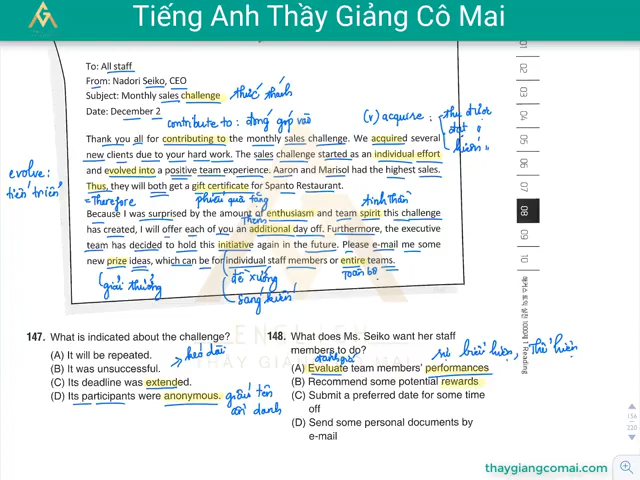 Tiếng Anh Thầy Giảng Cô Mai
To: All staff
From: Nadori Seiko, CEO
Subject: Monthly sales challenge
thức thách
Date: December 2
contribute to: đóng góp vào
(v) acquire:
thu được
đạt
kiếm
Thank you all for contributing to the monthly sales challenge. We acquired several
new clients due to your hard work. The sales challenge started as an individual effort
and evolved into a positive team experience. Aaron and Marisol had the highest sales.
evolve:
tiến triển
Thus, they will both get a gift certificate for Spanto Restaurant.
=Therefore
phiếu quà tặng
tinh thần
Because I was surprised by the amount of enthusiasm and team spirit this challenge
thêm
has created, I will offer each of you an additional day off. Furthermore, the executive
team has decided to hold this initiative again in the future. Please e-mail me some
new prize ideas, which can be for individual staff members or entire teams.
giải thưởng
đề xướng
sáng kiến
toàn bộ
147. What is indicated about the challenge?
(A) It will be repeated.
(B) It was unsuccessful.
kéo dài
(C) Its deadline was extended.
(D) Its participants were anonymous.
giấu tên
ẩn danh
148. What does Ms. Seiko want her staff
members to do?
đánh giá
sự biểu hiện, thể hiện
(A) Evaluate team members' performances
(B) Recommend some potential rewards
(C) Submit a preferred date for some time
off
(D) Send some personal documents by
e-mail
01
02
03
04
05
06
07
08
09
10
Reading
THẦY GIẢNG CÔ MAI
156
220
thaygiangcomai.com